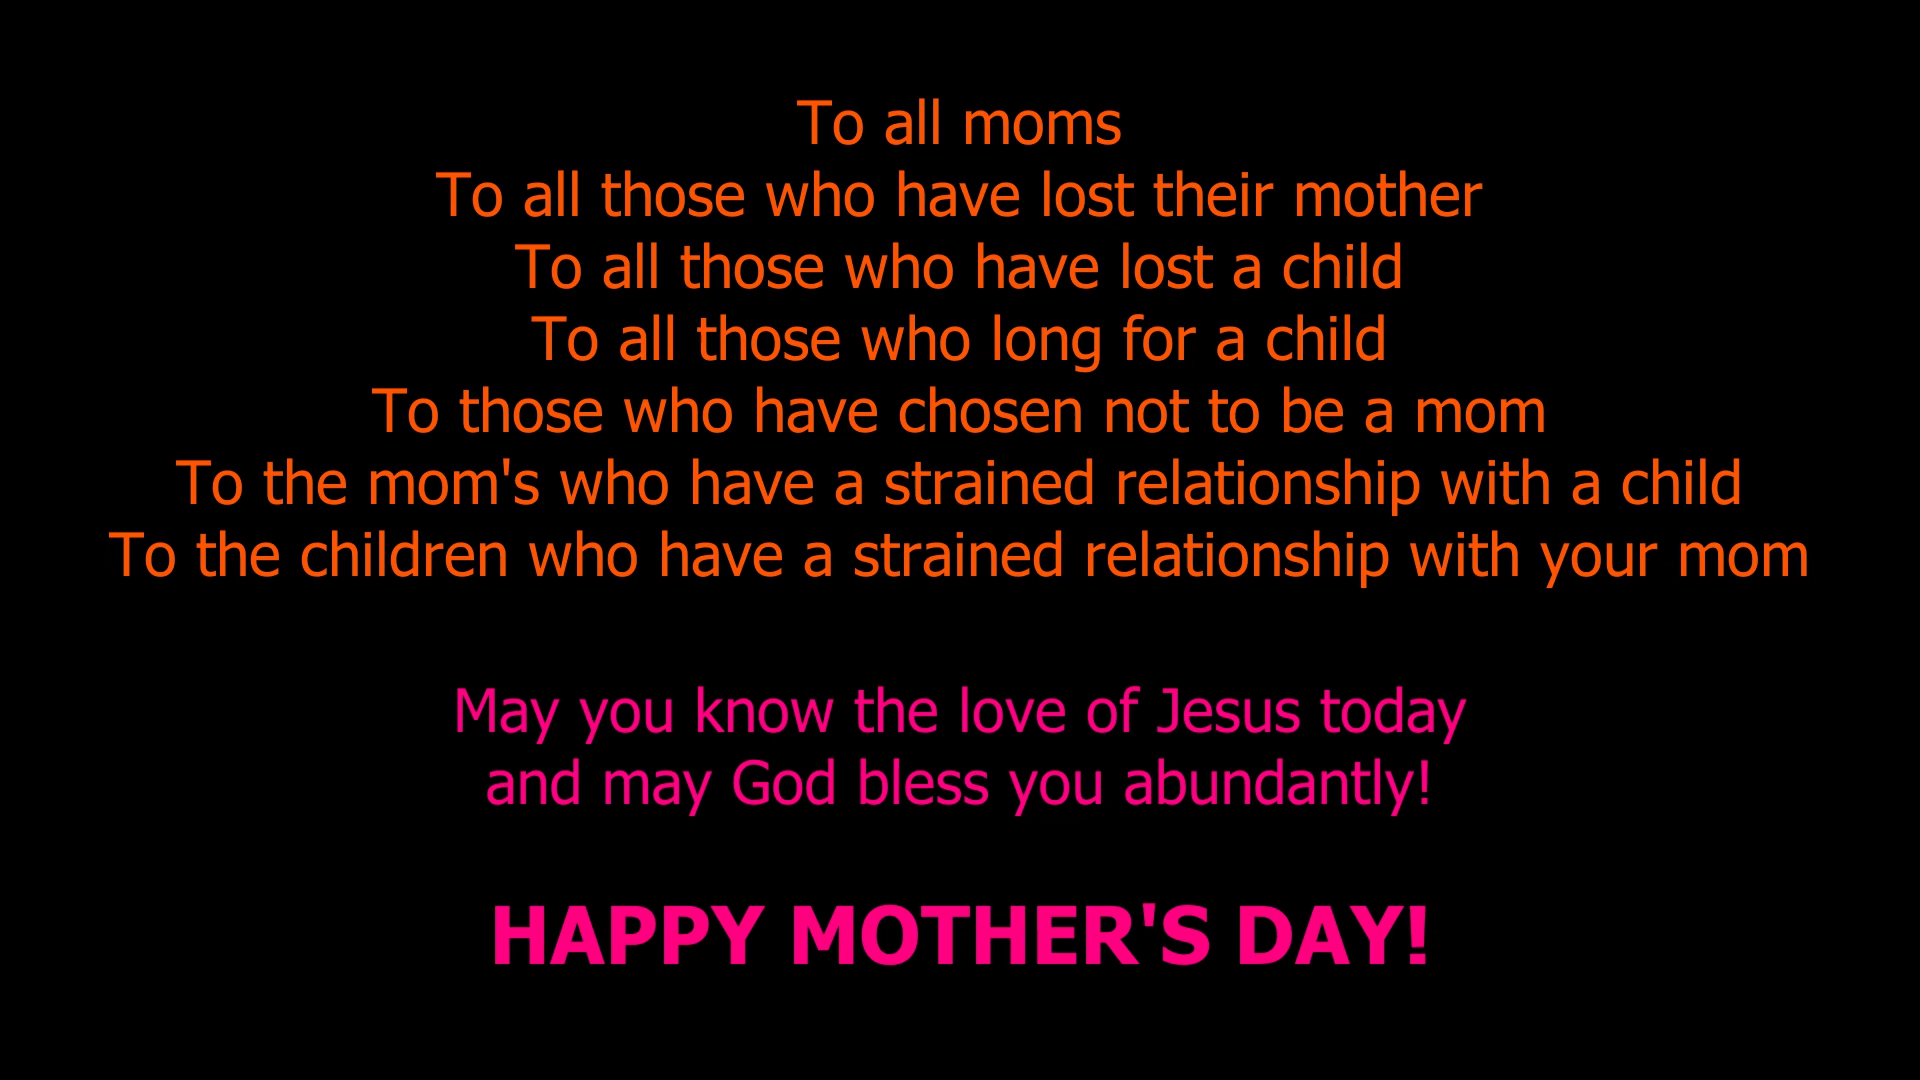 To all moms
To all those who have lost their mother
To all those who have lost a child
To all those who long for a child
To those who have chosen not to be a mom
To the mom's who have a strained relationship with a child
To the children who have a strained relationship with your mom
May you know the love of Jesus today
and may God bless you abundantly!
HAPPY MOTHER'S DAY!